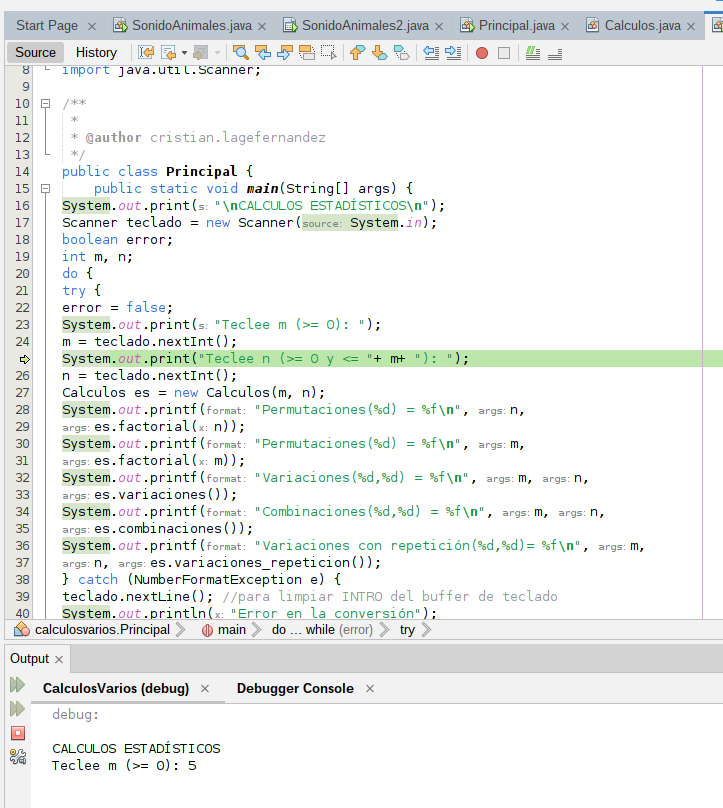 Start Page × SonidoAnimales.java × SonidoAnimales2.java × Principal.java × Calculos.java ×
Source History
8 import java.util.Scanner;
9
10 /**
11 *
12 * @author cristian.lagefernandez
13 */
14 public class Principal {
15 public static void main(String[] args) {
16 System.out.print(s: "\nCALCULOS ESTADÍSTICOS\n");
17 Scanner teclado = new Scanner(source: System.in);
18 boolean error;
19 int m, n;
20 do {
21 try {
22 error = false;
23 System.out.print(s: "Teclee m (>= 0): ");
24 m = teclado.nextInt();
System.out.print("Teclee n (>= 0 y <= "+ m+ "): ");
26 n = teclado.nextInt();
27 Calculos es = new Calculos(m, n);
28 System.out.printf(format: "Permutaciones(%d) = %f\n", args: n,
29 args: es.factorial(x: n));
30 System.out.printf(format: "Permutaciones(%d) = %f\n", args: m,
31 args: es.factorial(x: m));
32 System.out.printf(format: "Variaciones(%d,%d) = %f\n", args: m, args: n,
33 args: es.variaciones());
34 System.out.printf(format: "Combinaciones(%d,%d) = %f\n", args: m, args: n,
35 args: es.combinaciones());
36 System.out.printf(format: "Variaciones con repetición(%d,%d)= %f\n", args: m,
37 args: n, args: es.variaciones_repeticion());
38 } catch (NumberFormatException e) {
39 teclado.nextLine(); //para limpiar INTRO del buffer de teclado
40 System.out.println(x: "Error en la conversión");
calculosvarios.Principal main do ... while (error) try
Output ×
CalculosVarios (debug) × Debugger Console ×
debug:
CALCULOS ESTADÍSTICOS
Teclee m (>= 0): 5